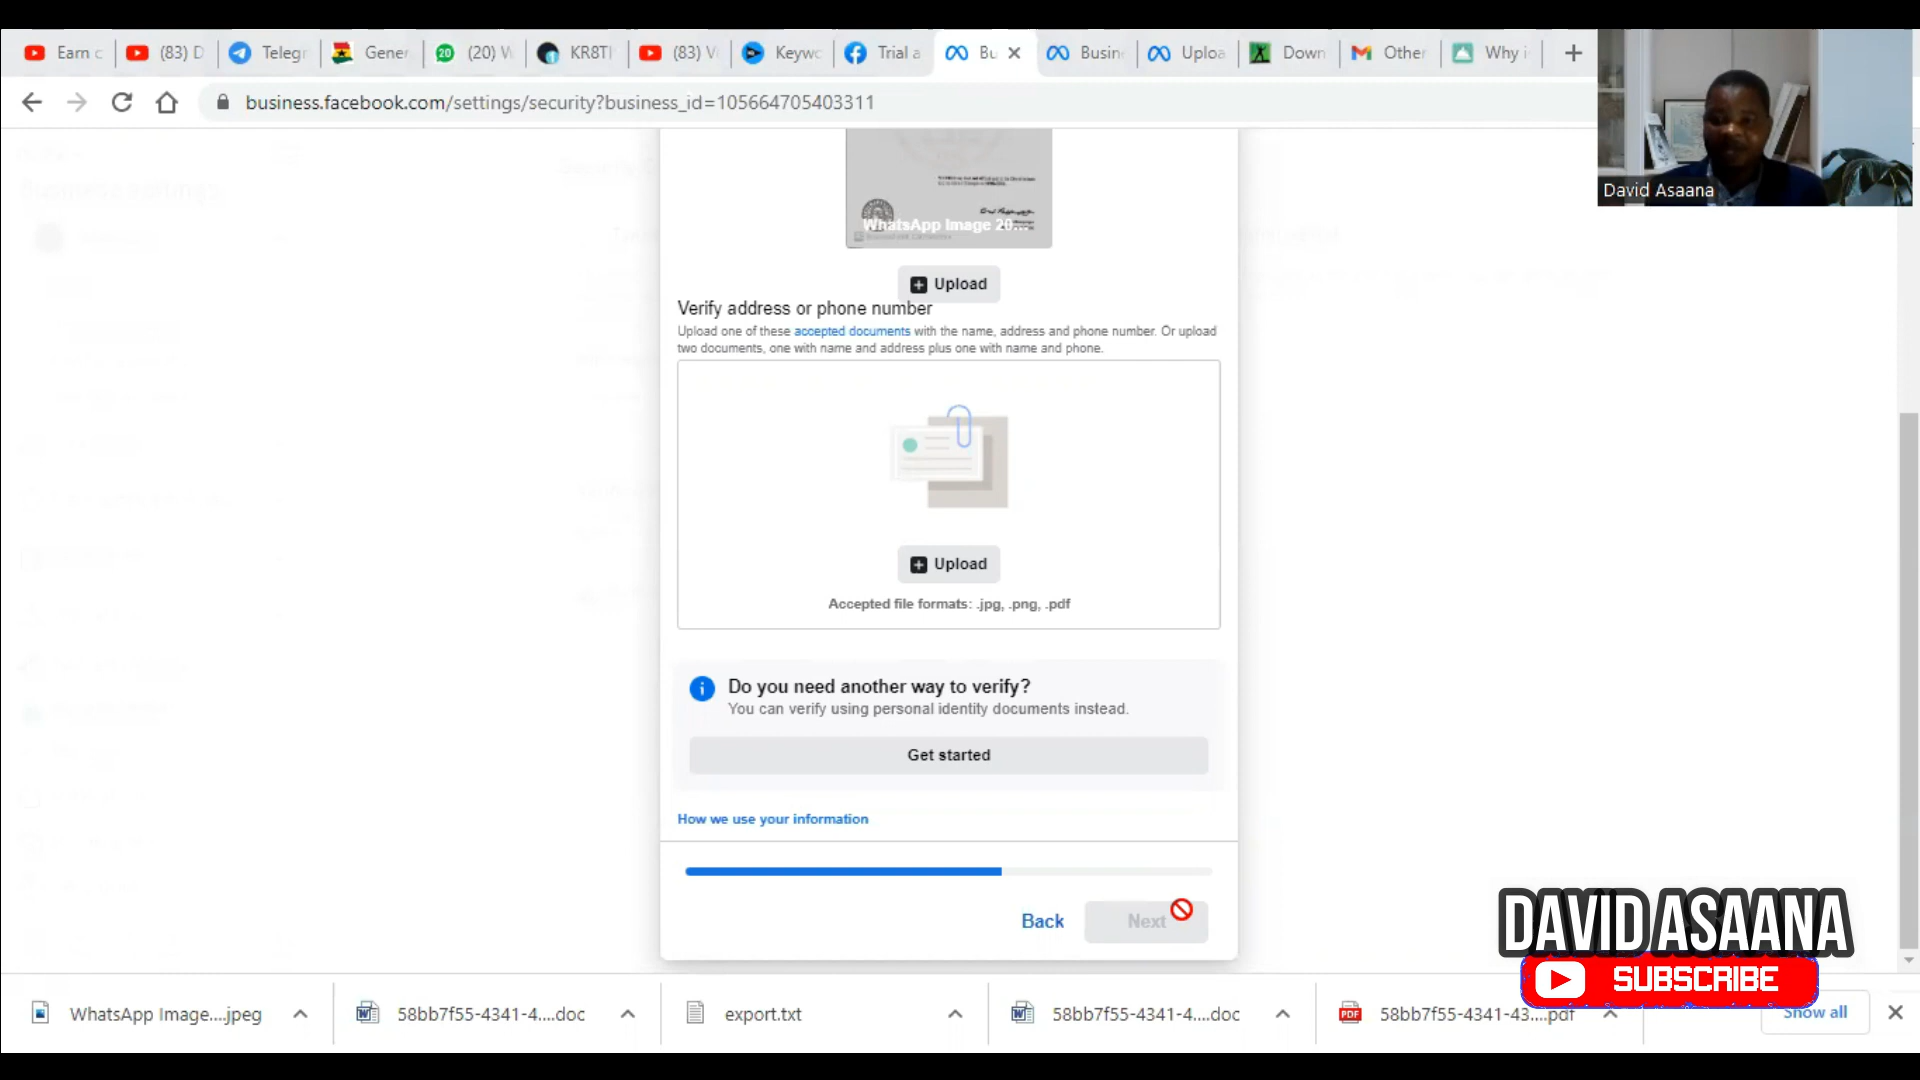 Earn c
(83) D
Telegr
Gener
(20) W
KR8TI
(83) V
Keywo
Trial a
Bu
Busin
Uploa
Down
Other
Why i
business.facebook.com/settings/security?business_id=105664705403311
David Asaana
WhatsApp Image 20...
Upload
Verify address or phone number
Upload one of these accepted documents with the name, address and phone number. Or upload
two documents, one with name and address plus one with name and phone.
Upload
Accepted file formats: .jpg, .png, .pdf
Do you need another way to verify?
You can verify using personal identity documents instead.
Get started
How we use your information
Back
Next
DAVID ASAANA
SUBSCRIBE
WhatsApp Image....jpeg
58bb7f55-4341-4....doc
export.txt
58bb7f55-4341-4....doc
58bb7f55-4341-43....pdf
Show all